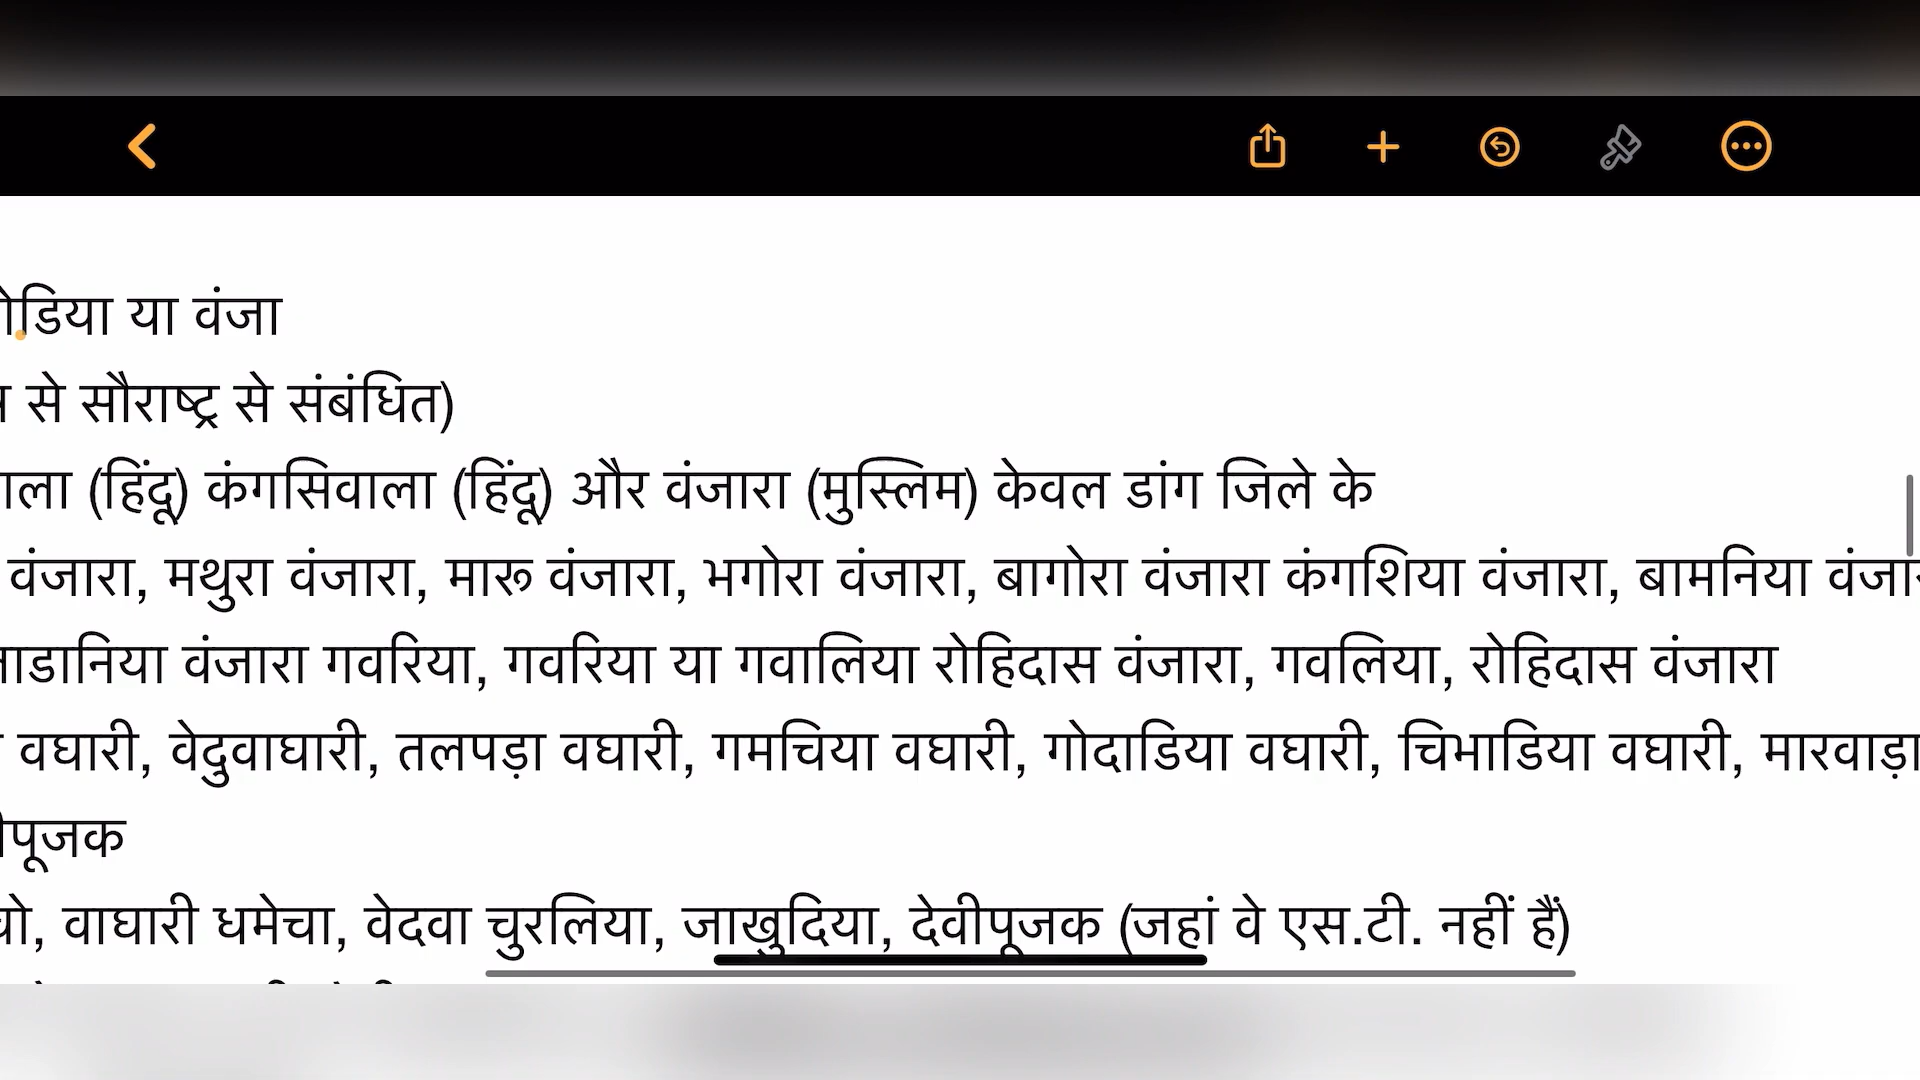 या वंजा
से सौराष्ट्र से संबंधित)
(हिंदू) कंगसिवाला (हिंदू) और वंजारा (मुस्लिम) केवल डांग जिले के
वंजारा, मथुरा वंजारा, मारू वंजारा, भगोरा वंजारा, बागोरा वंजारा कंगशिया वंजारा, बामनिया
वंजारा गवरिया, गवरिया या गवालिया रोहिदास वंजारा, गवलिया, रोहिदास वंजारा
वघारी, वेदुवाघारी, तलपड़ा वघारी, गमचिया वघारी, गोदाडिया वघारी, चिभाडिया वघारी, मारवाड़ा
वाघारी धमेचा, वेदवा चुरलिया, जाखुदिया, देवीपूजक (जहां वे एस.टी. नहीं हैं)